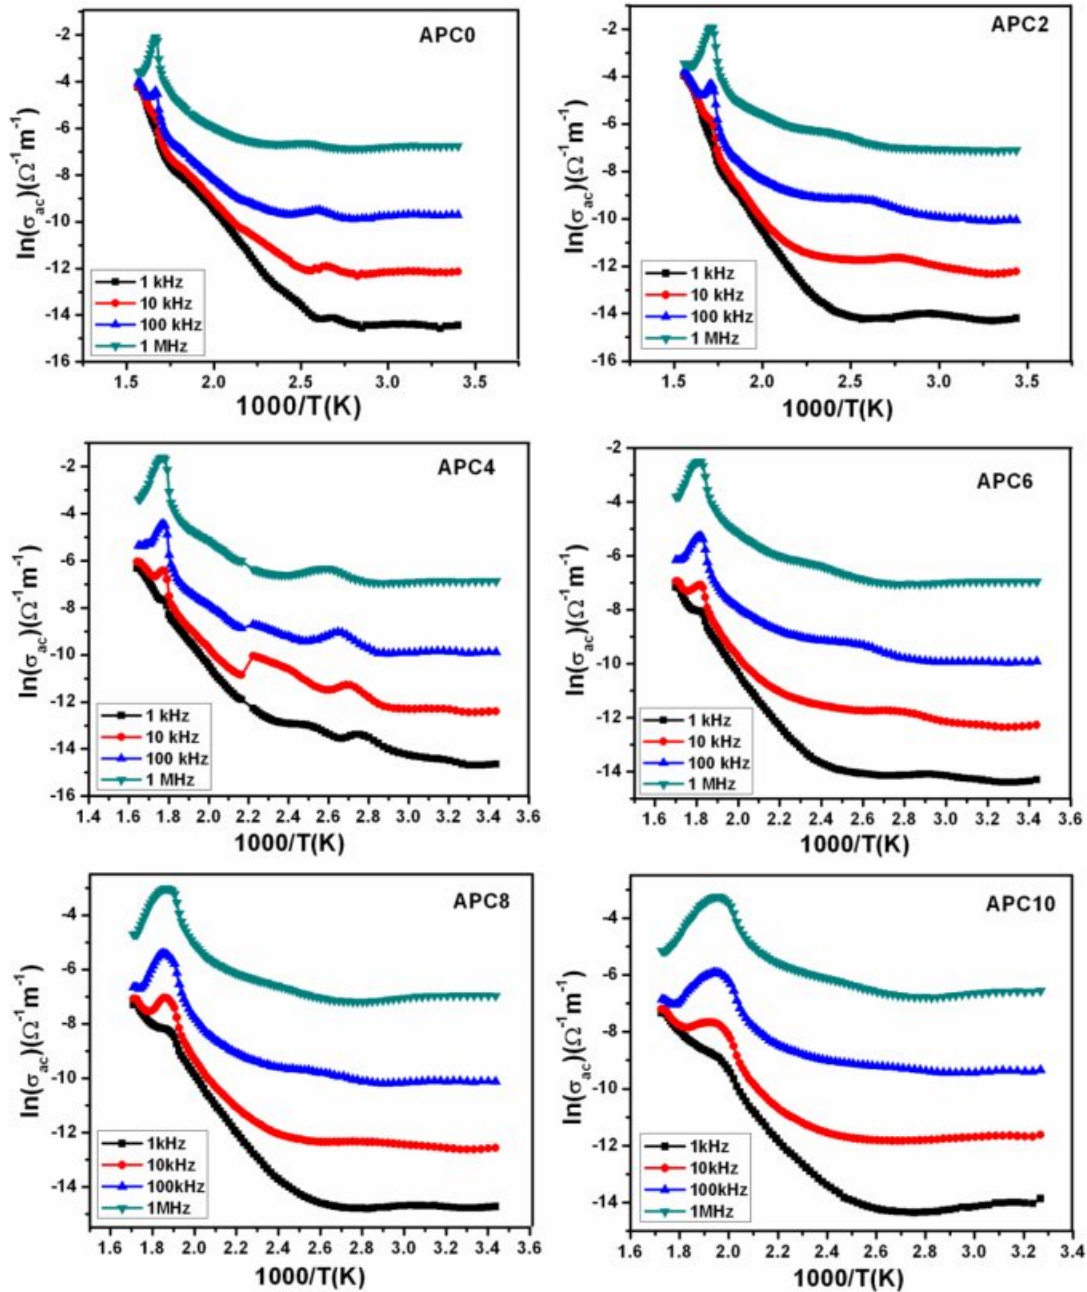 APC0
ln(σac)(Ω-1m-1)
-2
-4
-6
-8
-10
-12
-14
-16
1 kHz
10 kHz
100 kHz
1 MHz
1.5 2.0 2.5 3.0 3.5
1000/T(K)
APC2
ln(σac)(Ω-1m-1)
-2
-4
-6
-8
-10
-12
-14
-16
1 kHz
10 kHz
100 kHz
1 MHz
1.5 2.0 2.5 3.0 3.5
1000/T(K)
APC4
ln(σac)(Ω-1m-1)
-2
-4
-6
-8
-10
-12
-14
-16
1 kHz
10 kHz
100 kHz
1 MHz
1.4 1.6 1.8 2.0 2.2 2.4 2.6 2.8 3.0 3.2 3.4 3.6
1000/T(K)
APC6
ln(σac)(Ω-1m-1)
-2
-4
-6
-8
-10
-12
-14
1 kHz
10 kHz
100 kHz
1 MHz
1.6 1.8 2.0 2.2 2.4 2.6 2.8 3.0 3.2 3.4 3.6
1000/T(K)
APC8
ln(σac)(Ω-1m-1)
-4
-6
-8
-10
-12
-14
1kHz
10kHz
100kHz
1MHz
1.6 1.8 2.0 2.2 2.4 2.6 2.8 3.0 3.2 3.4 3.6
1000/T(K)
APC10
ln(σac)(Ω-1m-1)
-4
-6
-8
-10
-12
-14
1kHz
10kHz
100kHz
1MHz
1.6 1.8 2.0 2.2 2.4 2.6 2.8 3.0 3.2 3.4
1000/T(K)